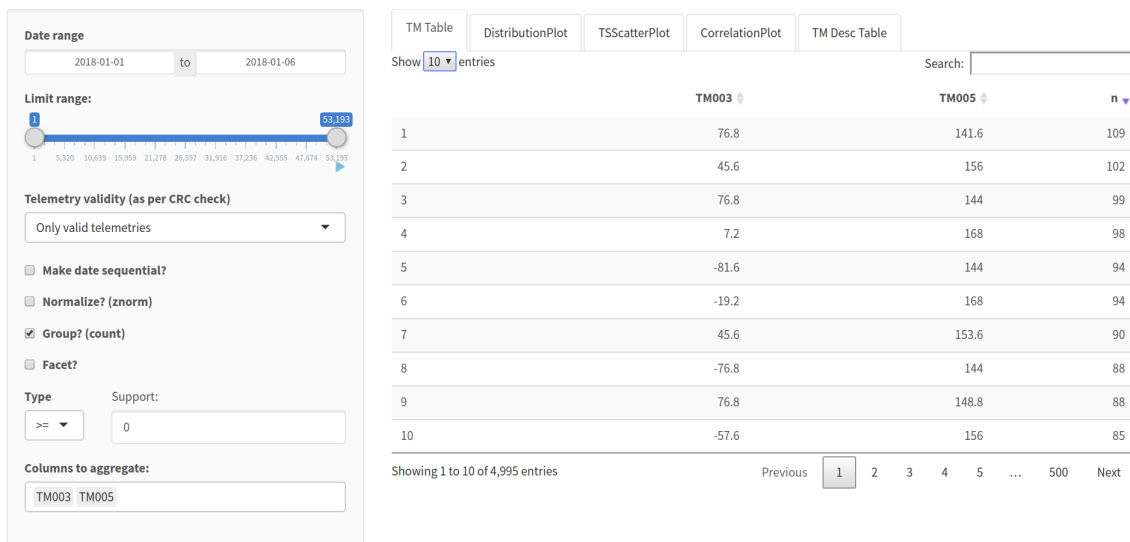 Date range
2018-01-01 to 2018-01-06
Limit range:
1 53,193
1 5,320 10,639 15,959 21,278 26,597 31,916 37,236 42,555 47,874 53,193
Telemetry validity (as per CRC check)
Only valid telemetries
Make date sequential?
Normalize? (znorm)
Group? (count)
Facet?
Type Support:
>= 0
Columns to aggregate:
TM003 TM005
TM Table DistributionPlot TSScatterPlot CorrelationPlot TM Desc Table
Show 10 entries Search:
TM003 TM005 n
1 76.8 141.6 109
2 45.6 156 102
3 76.8 144 99
4 7.2 168 98
5 -81.6 144 94
6 -19.2 168 94
7 45.6 153.6 90
8 -76.8 144 88
9 76.8 148.8 88
10 -57.6 156 85
Showing 1 to 10 of 4,995 entries Previous 1 2 3 4 5 ... 500 Next